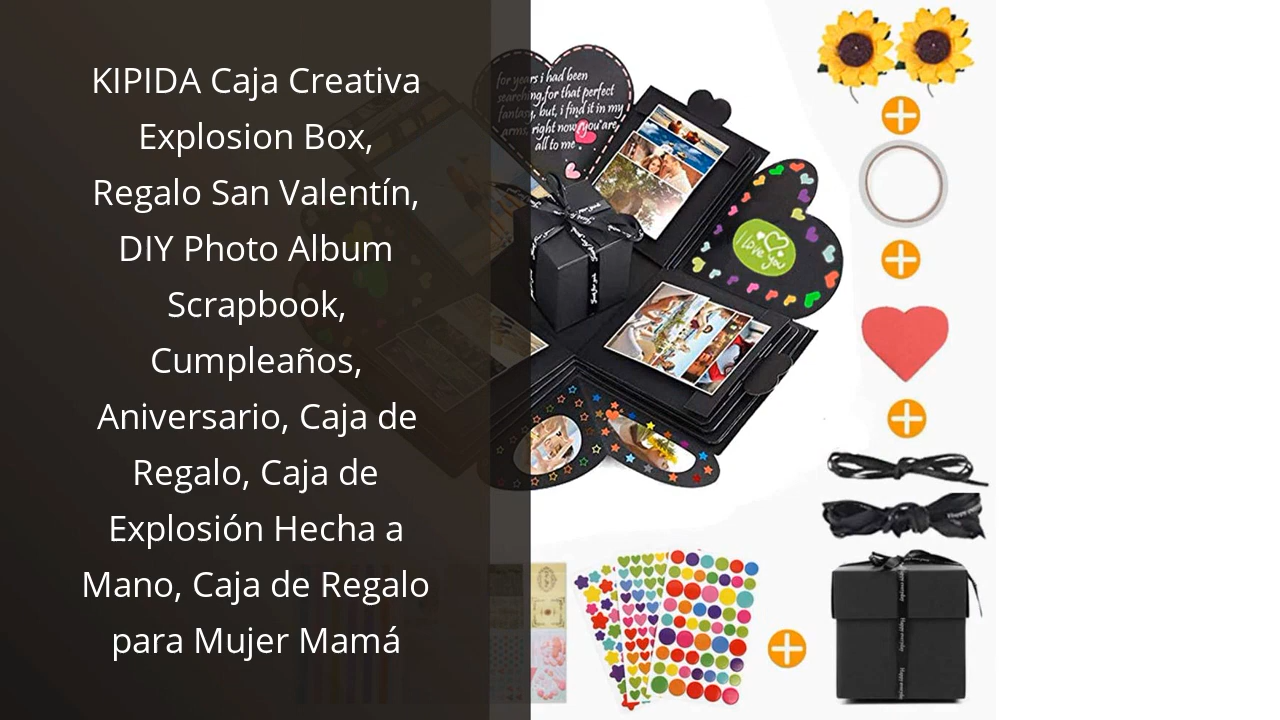 KIPIDA Caja Creativa
Explosion Box,
Regalo San Valentín,
DIY Photo Album
Scrapbook,
Cumpleaños,
Aniversario, Caja de
Regalo, Caja de
Explosión Hecha a
Mano, Caja de Regalo
para Mujer Mamá
for years i had been
searching,for that perfect
fantasy, but, i find it in my
arms, right now,you are,
all to me .
I Love you